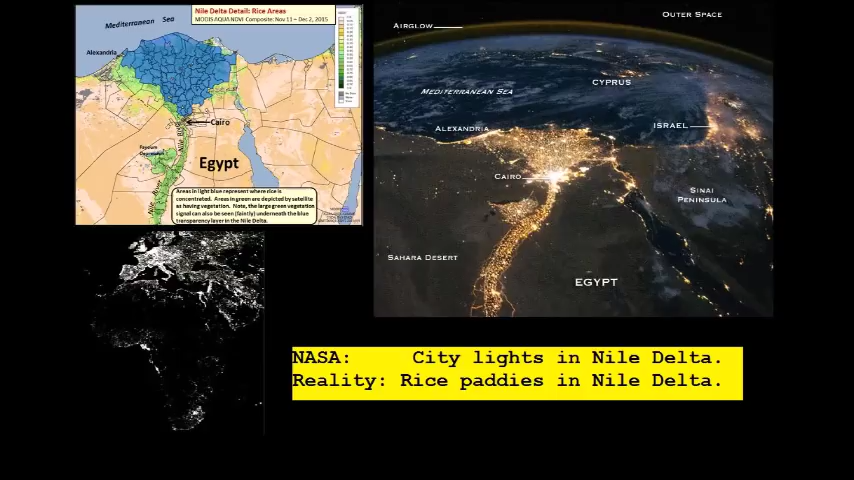 Nile Delta Detail: Rice Areas
MODIS AQUA NDVI Composite: Nov 11 – Dec 2, 2015
Mediterranean Sea
Alexandria
Cairo
Nile River
Fayoum
Egypt
Nile
Areas in light blue represent where rice is
concentrated. Areas in green are depicted by satellite
as having vegetation. Note, the large green vegetation
signal can also be seen (faintly) underneath the blue
transparency layer in the Nile Delta.
OUTER SPACE
AIRGLOW
CYPRUS
MEDITERRANEAN SEA
ISRAEL
ALEXANDRIA
CAIRO
SINAI
PENINSULA
SAHARA DESERT
EGYPT
NASA: City lights in Nile Delta.
Reality: Rice paddies in Nile Delta.